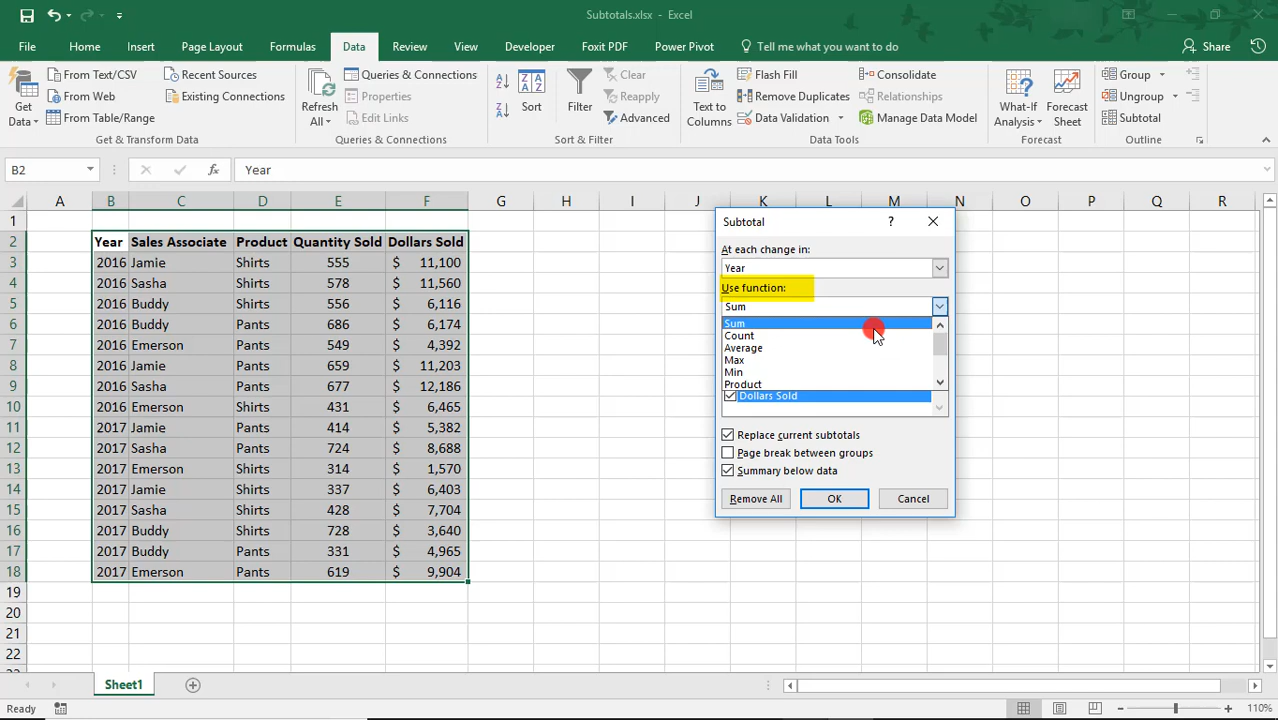 Subtotals.xlsx - Excel
File Home Insert Page Layout Formulas Data Review View Developer Foxit PDF Power Pivot Tell me what you want to do Share
Get Data
From Text/CSV
From Web
From Table/Range
Recent Sources
Existing Connections
Get & Transform Data
Refresh All
Queries & Connections
Properties
Edit Links
Queries & Connections
Sort
Filter
Clear
Reapply
Advanced
Sort & Filter
Text to Columns
Flash Fill
Remove Duplicates
Data Validation
Consolidate
Relationships
Manage Data Model
Data Tools
What-If Analysis
Forecast Sheet
Forecast
Group
Ungroup
Subtotal
Outline
B2 fx Year
A B C D E F G H I J K L M N O P Q R
1
2 Year Sales Associate Product Quantity Sold Dollars Sold
3 2016 Jamie Shirts 555 $ 11,100
4 2016 Sasha Shirts 578 $ 11,560
5 2016 Buddy Shirts 556 $ 6,116
6 2016 Buddy Pants 686 $ 6,174
7 2016 Emerson Pants 549 $ 4,392
8 2016 Jamie Pants 659 $ 11,203
9 2016 Sasha Pants 677 $ 12,186
10 2016 Emerson Shirts 431 $ 6,465
11 2017 Jamie Pants 414 $ 5,382
12 2017 Sasha Pants 724 $ 8,688
13 2017 Emerson Shirts 314 $ 1,570
14 2017 Jamie Shirts 337 $ 6,403
15 2017 Sasha Shirts 428 $ 7,704
16 2017 Buddy Shirts 728 $ 3,640
17 2017 Buddy Pants 331 $ 4,965
18 2017 Emerson Pants 619 $ 9,904
19
20
21
22
Subtotal ?
At each change in:
Year
Use function:
Sum
Sum
Count
Average
Max
Min
Product
Dollars Sold
Replace current subtotals
Page break between groups
Summary below data
Remove All OK Cancel
Sheet1
Ready 110%